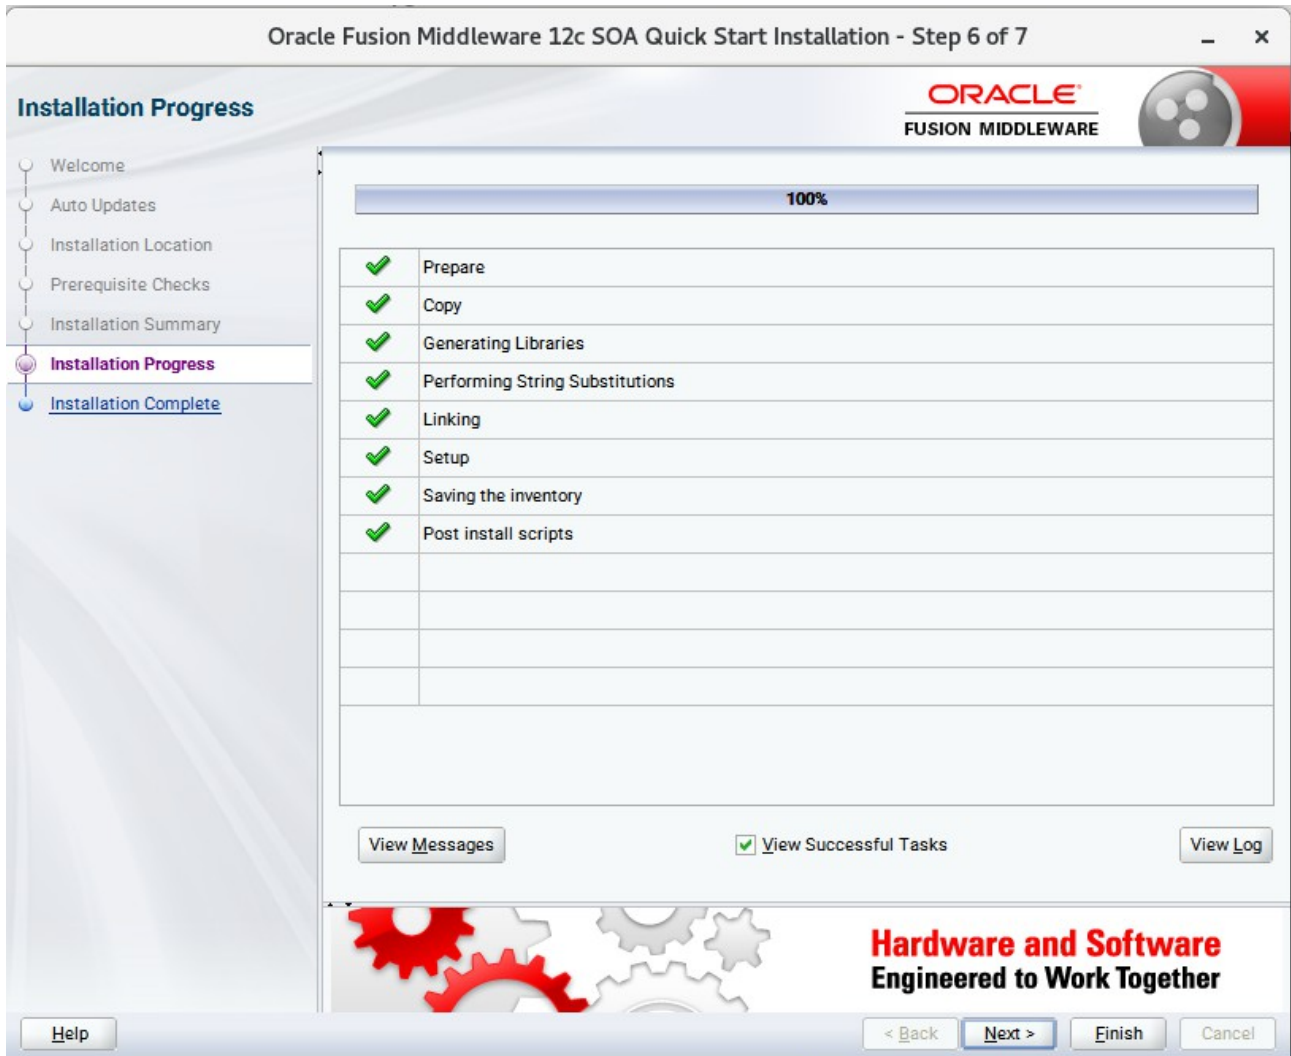 Oracle Fusion Middleware 12c SOA Quick Start Installation - Step 6 of 7
Installation Progress
ORACLE
FUSION MIDDLEWARE
Welcome
Auto Updates
Installation Location
Prerequisite Checks
Installation Summary
Installation Progress
Installation Complete
100%
Prepare
Copy
Generating Libraries
Performing String Substitutions
Linking
Setup
Saving the inventory
Post install scripts
View Messages
View Successful Tasks
View Log
Hardware and Software
Engineered to Work Together
Help
< Back
Next >
Finish
Cancel